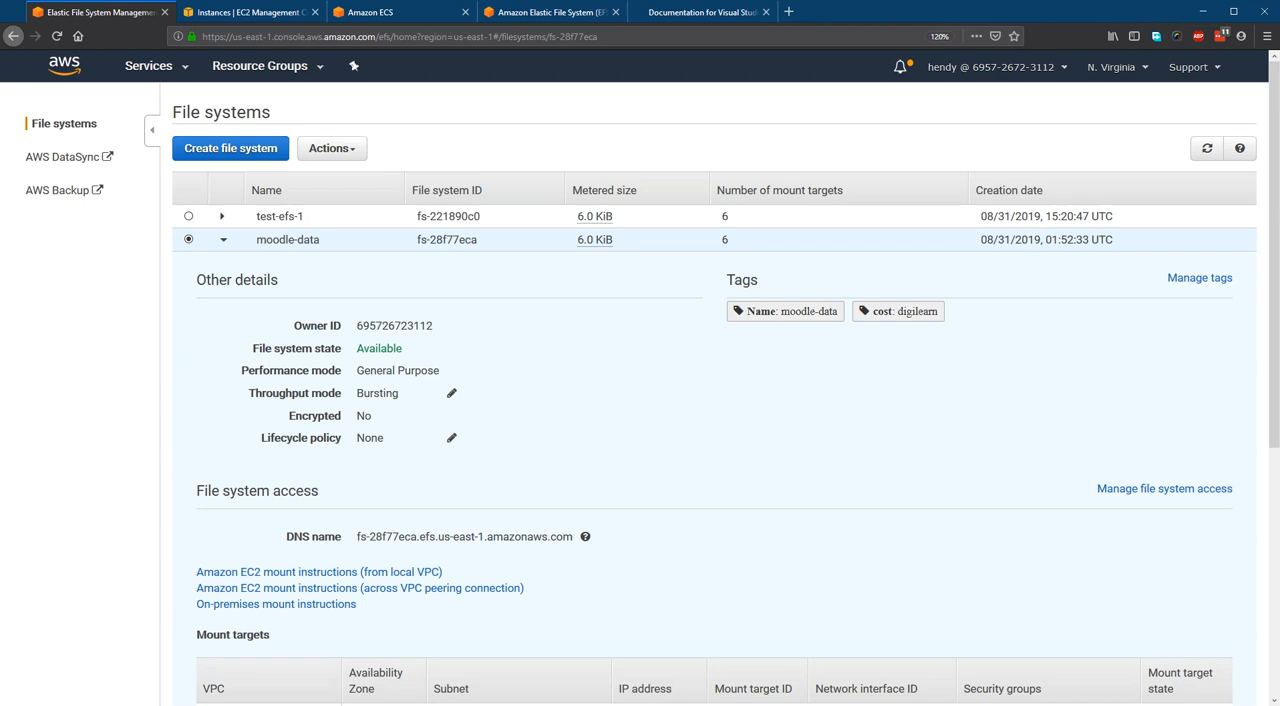 Elastic File System Managemen
Instances | EC2 Management C
Amazon ECS
Amazon Elastic File System (EF
Documentation for Visual Studi
https://us-east-1.console.aws.amazon.com/efs/home?region=us-east-1#/filesystems/fs-28f77eca
120%
ABP
11
aws
Services
Resource Groups
hendy @ 6957-2672-3112
N. Virginia
Support
File systems
AWS DataSync
AWS Backup
File systems
Create file system
Actions
Name File system ID Metered size Number of mount targets Creation date
test-efs-1 fs-221890c0 6.0 KiB 6 08/31/2019, 15:20:47 UTC
moodle-data fs-28f77eca 6.0 KiB 6 08/31/2019, 01:52:33 UTC
Other details
Owner ID 695726723112
File system state Available
Performance mode General Purpose
Throughput mode Bursting
Encrypted No
Lifecycle policy None
Tags
Manage tags
Name: moodle-data
cost: digilearn
File system access
Manage file system access
DNS name fs-28f77eca.efs.us-east-1.amazonaws.com
Amazon EC2 mount instructions (from local VPC)
Amazon EC2 mount instructions (across VPC peering connection)
On-premises mount instructions
Mount targets
VPC Availability Zone Subnet IP address Mount target ID Network interface ID Security groups Mount target state